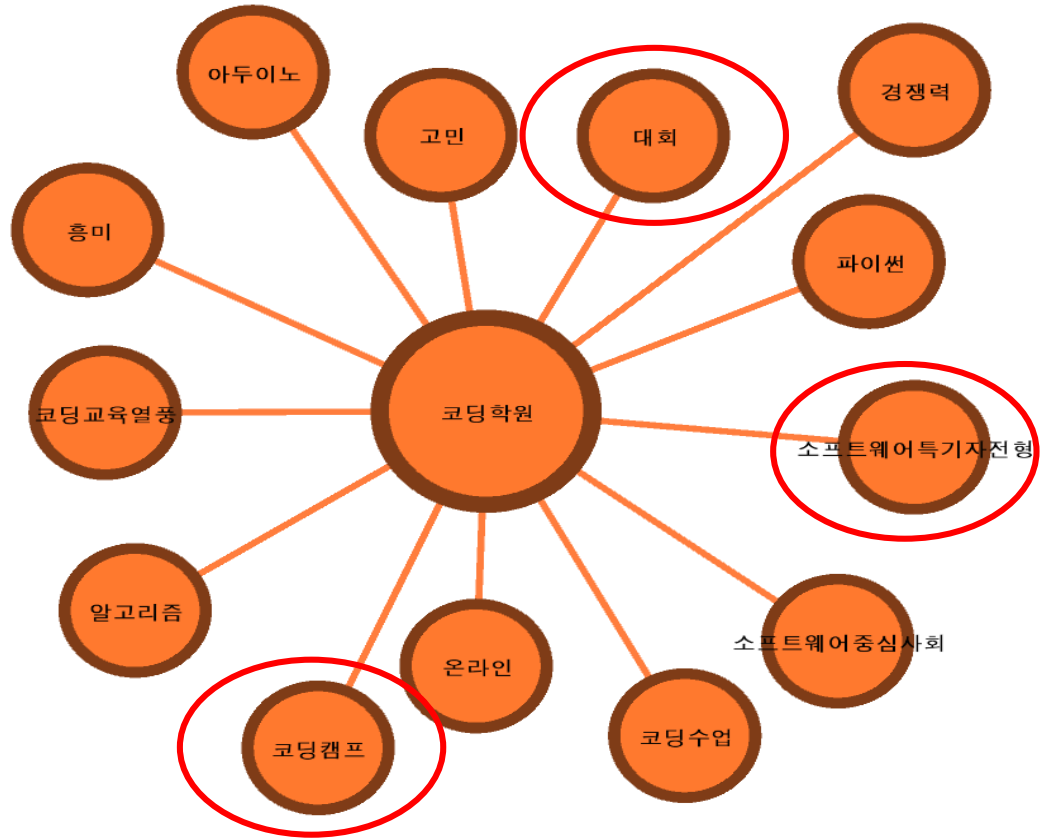 아두이노
고민
대회
경쟁력
흥미
파이썬
코딩교육열풍
코딩학원
소프트웨어특기자전형
알고리즘
온라인
소프트웨어중심사회
코딩캠프
코딩수업